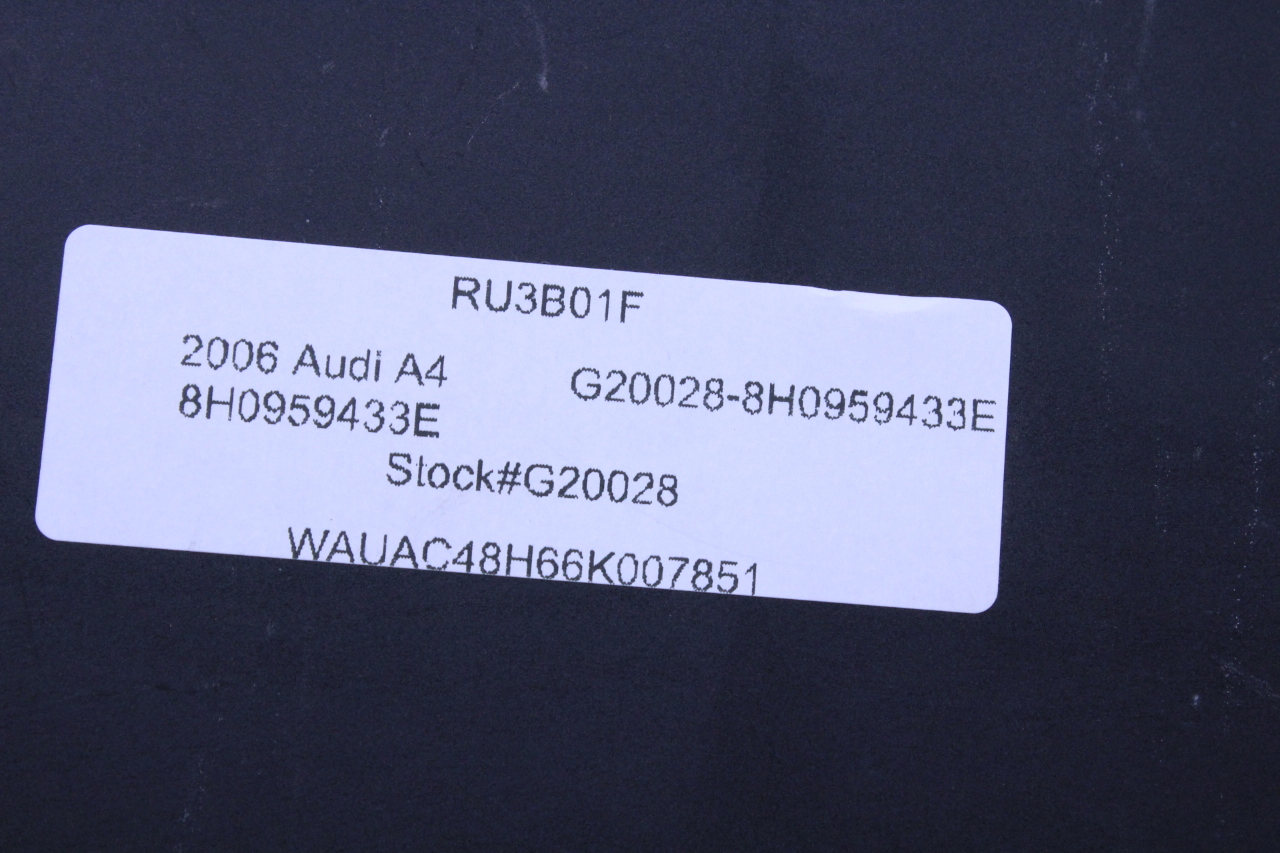 RU3B01F
2006 Audi A4
8H0959433E
G20028-8H0959433E
Stock#G20028
WAUAC48H66K007851